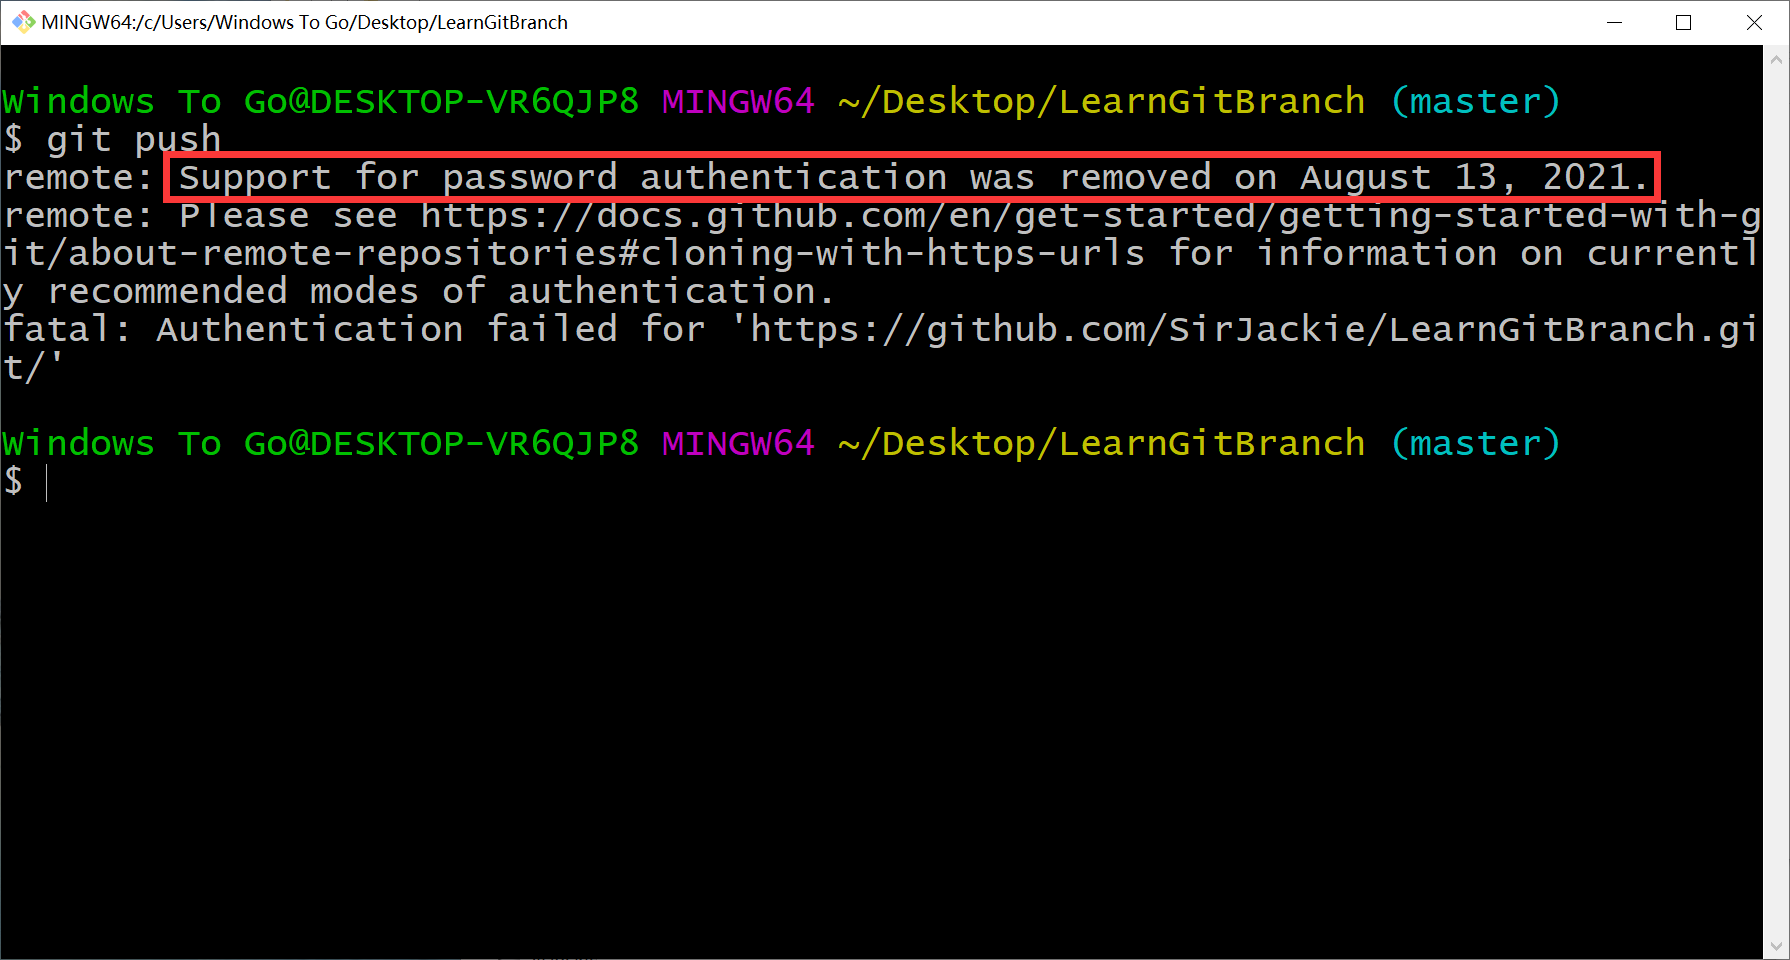 MINGW64:/c/Users/Windows To Go/Desktop/LearnGitBranch
Windows To Go@DESKTOP-VR6QJP8 MINGW64 ~/Desktop/LearnGitBranch (master)
$ git push
remote: Support for password authentication was removed on August 13, 2021.
remote: Please see https://docs.github.com/en/get-started/getting-started-with-g
it/about-remote-repositories#cloning-with-https-urls for information on currentl
y recommended modes of authentication.
fatal: Authentication failed for 'https://github.com/SirJackie/LearnGitBranch.gi
t/'
Windows To Go@DESKTOP-VR6QJP8 MINGW64 ~/Desktop/LearnGitBranch (master)
$